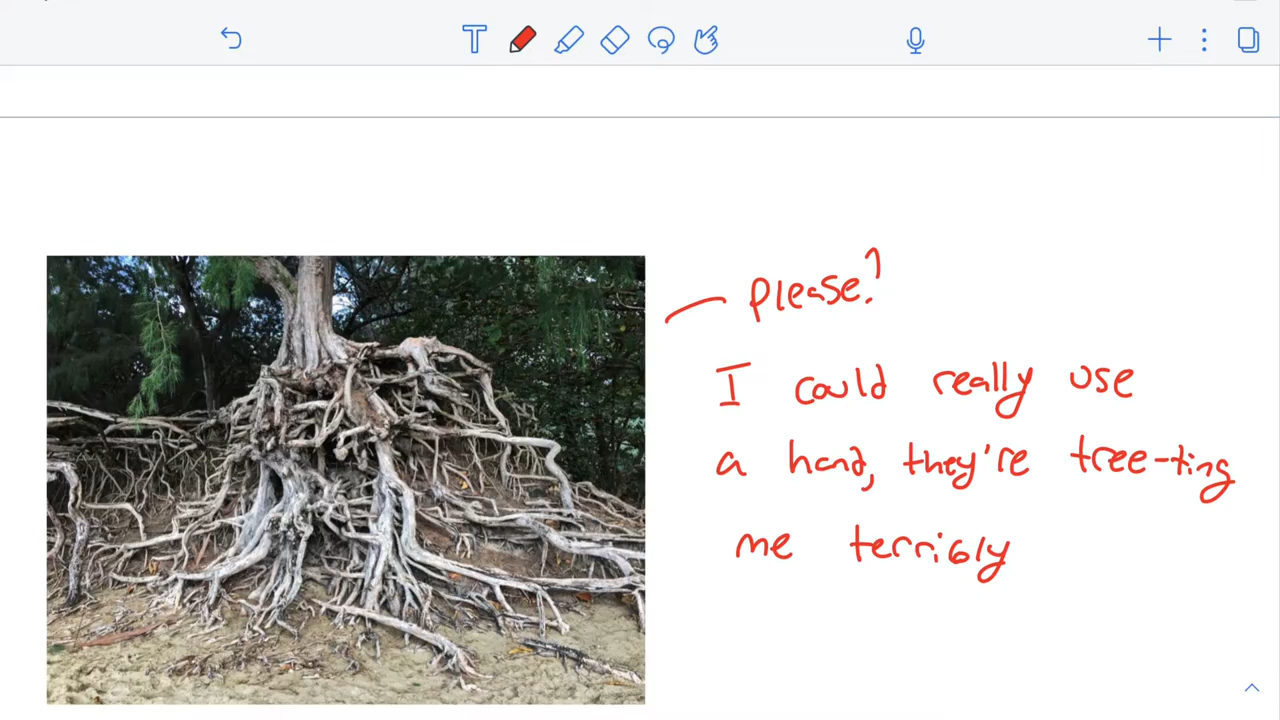 please?
I could really use
a hand, they're tree-ting
me terribly